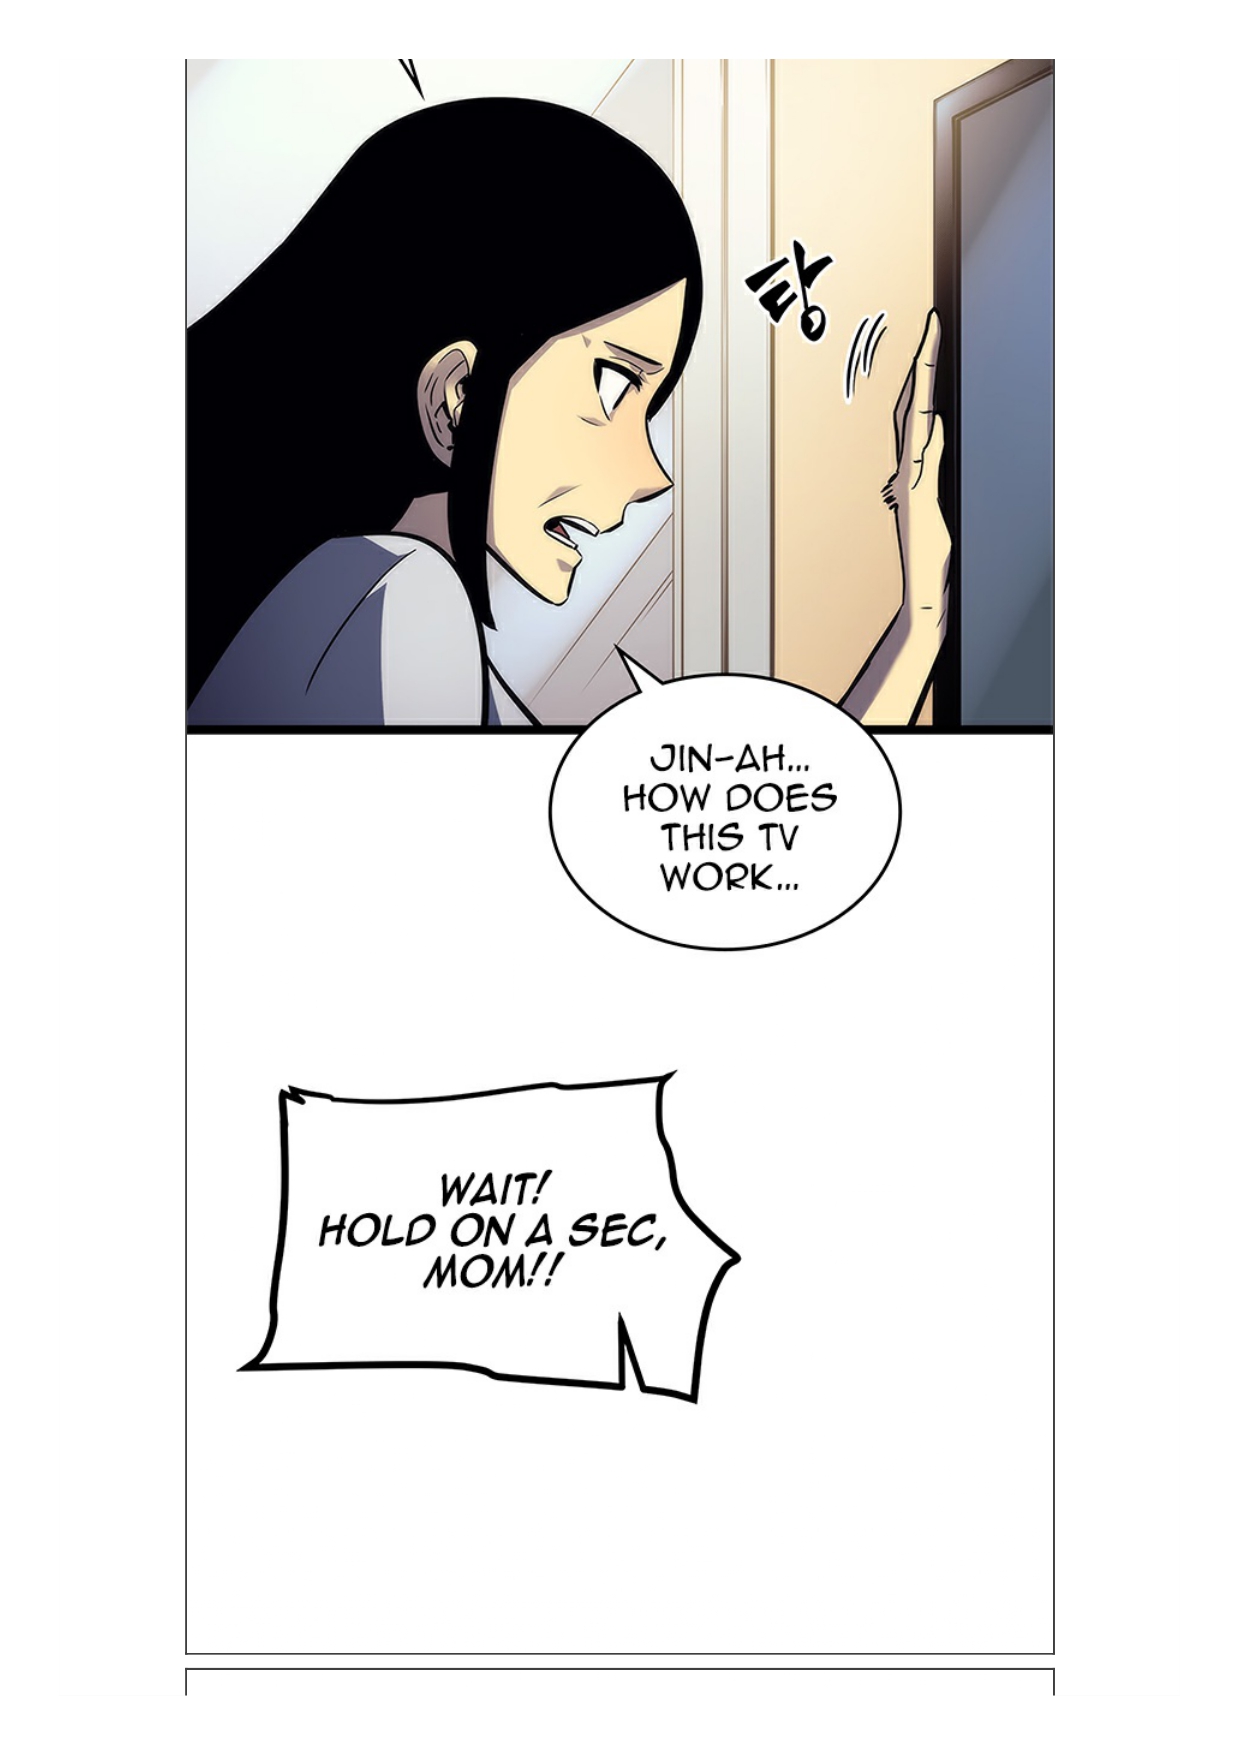 탕
JIN-AH...
HOW DOES
THIS TV
WORK...
WAIT!
HOLD ON A SEC,
MOM!!